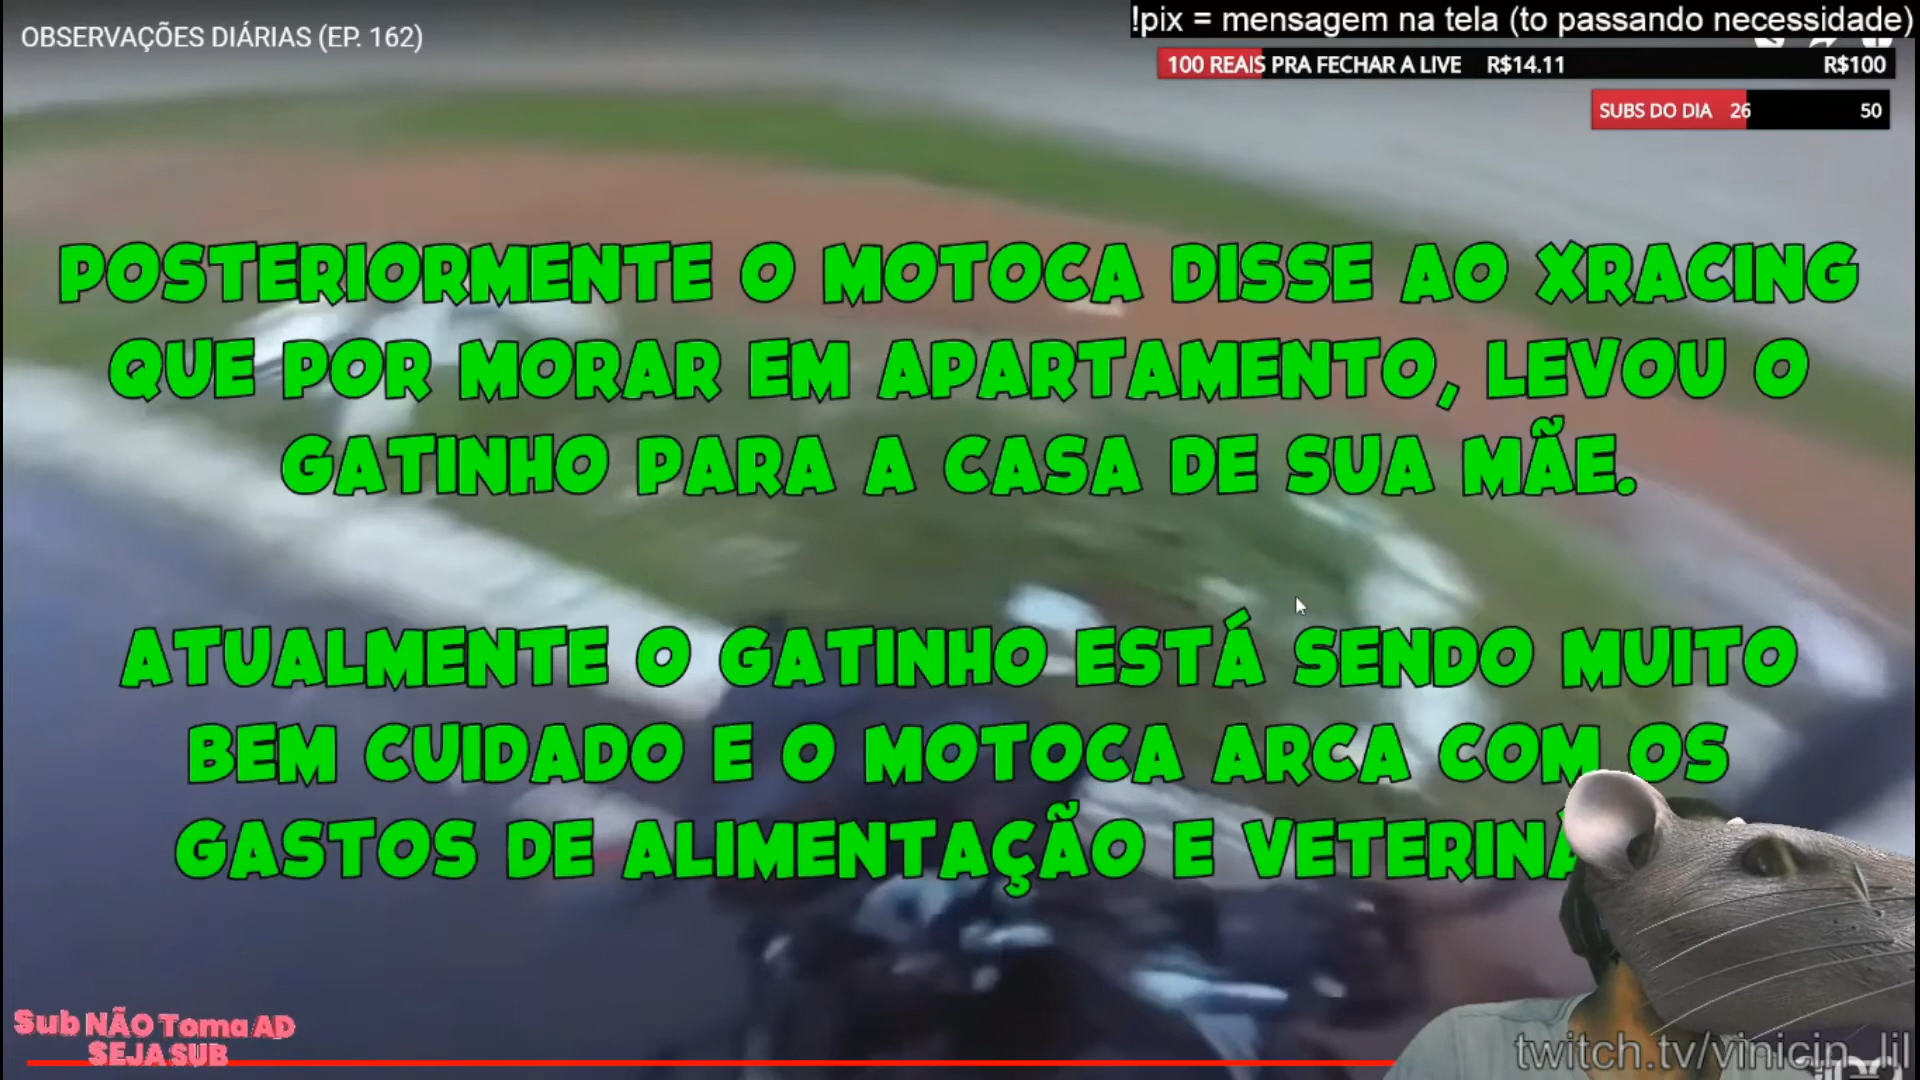 OBSERVAÇÕES DIÁRIAS (EP. 162)
!pix = mensagem na tela (to passando necessidade)
100 REAIS PRA FECHAR A LIVE R$14.11 R$100
SUBS DO DIA 26 50
POSTERIORMENTE O MOTOCA DISSE AO XRACING
QUE POR MORAR EM APARTAMENTO, LEVOU O
GATINHO PARA A CASA DE SUA MÃE.
ATUALMENTE O GATINHO ESTÁ SENDO MUITO
BEM CUIDADO E O MOTOCA ARCA COM OS
GASTOS DE ALIMENTAÇÃO E
Sub NÃO Toma AD
SEJA SUB
twitch.tv/vinicin_lil